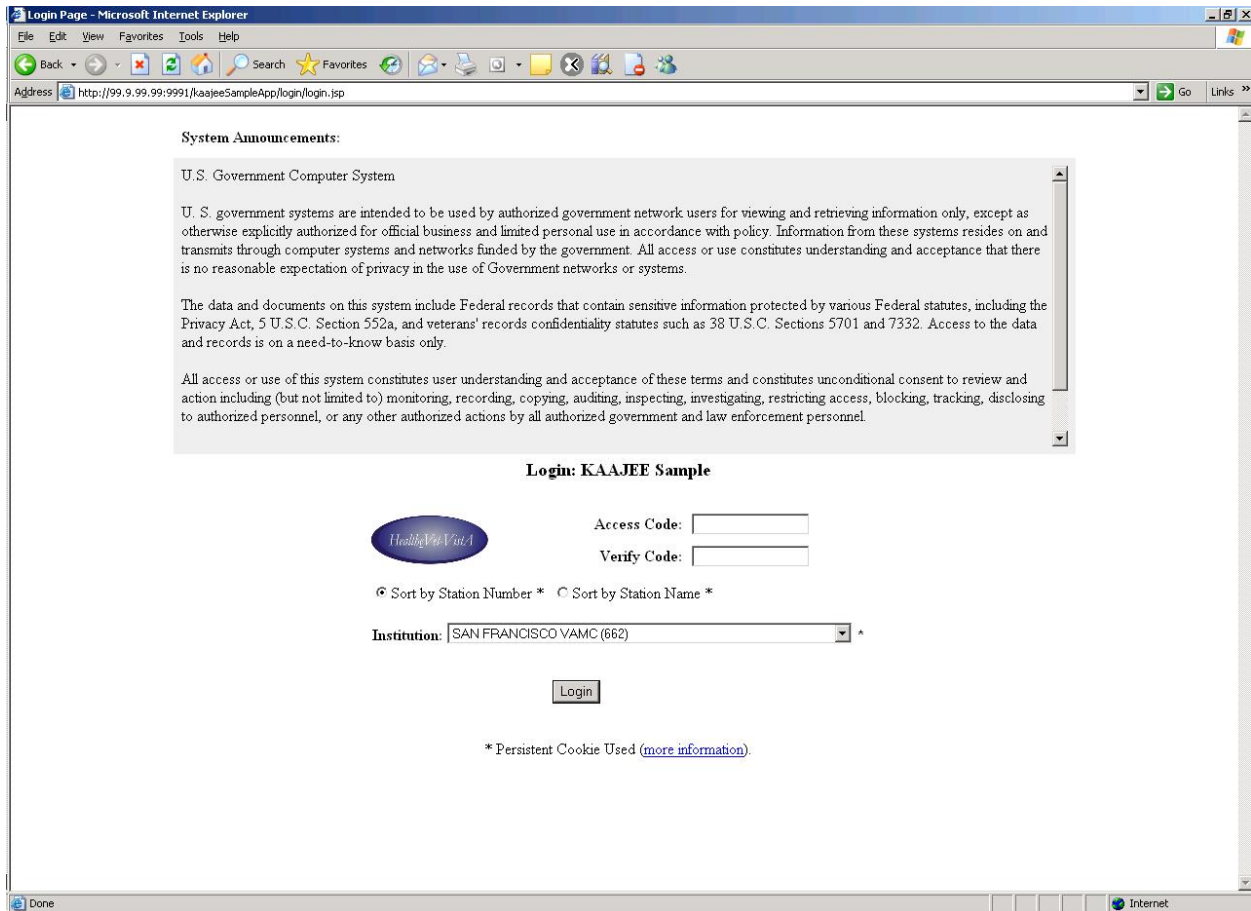 Login Page - Microsoft Internet Explorer
File Edit View Favorites Tools Help
Back Search Favorites
Address http://99.9.99.99:9991/kaajeeSampleApp/login/login.jsp Go Links »
System Announcements:
U.S. Government Computer System
U. S. government systems are intended to be used by authorized government network users for viewing and retrieving information only, except as
otherwise explicitly authorized for official business and limited personal use in accordance with policy. Information from these systems resides on and
transmits through computer systems and networks funded by the government. All access or use constitutes understanding and acceptance that there
is no reasonable expectation of privacy in the use of Government networks or systems.
The data and documents on this system include Federal records that contain sensitive information protected by various Federal statutes, including the
Privacy Act, 5 U.S.C. Section 552a, and veterans' records confidentiality statutes such as 38 U.S.C. Sections 5701 and 7332. Access to the data
and records is on a need-to-know basis only.
All access or use of this system constitutes user understanding and acceptance of these terms and constitutes unconditional consent to review and
action including (but not limited to) monitoring, recording, copying, auditing, inspecting, investigating, restricting access, blocking, tracking, disclosing
to authorized personnel, or any other authorized actions by all authorized government and law enforcement personnel.
Login: KAAJEE Sample
HealtheVet-VistA
Access Code:
Verify Code:
Sort by Station Number * Sort by Station Name *
Institution: SAN FRANCISCO VAMC (662) *
Login
* Persistent Cookie Used (more information).
Done Internet